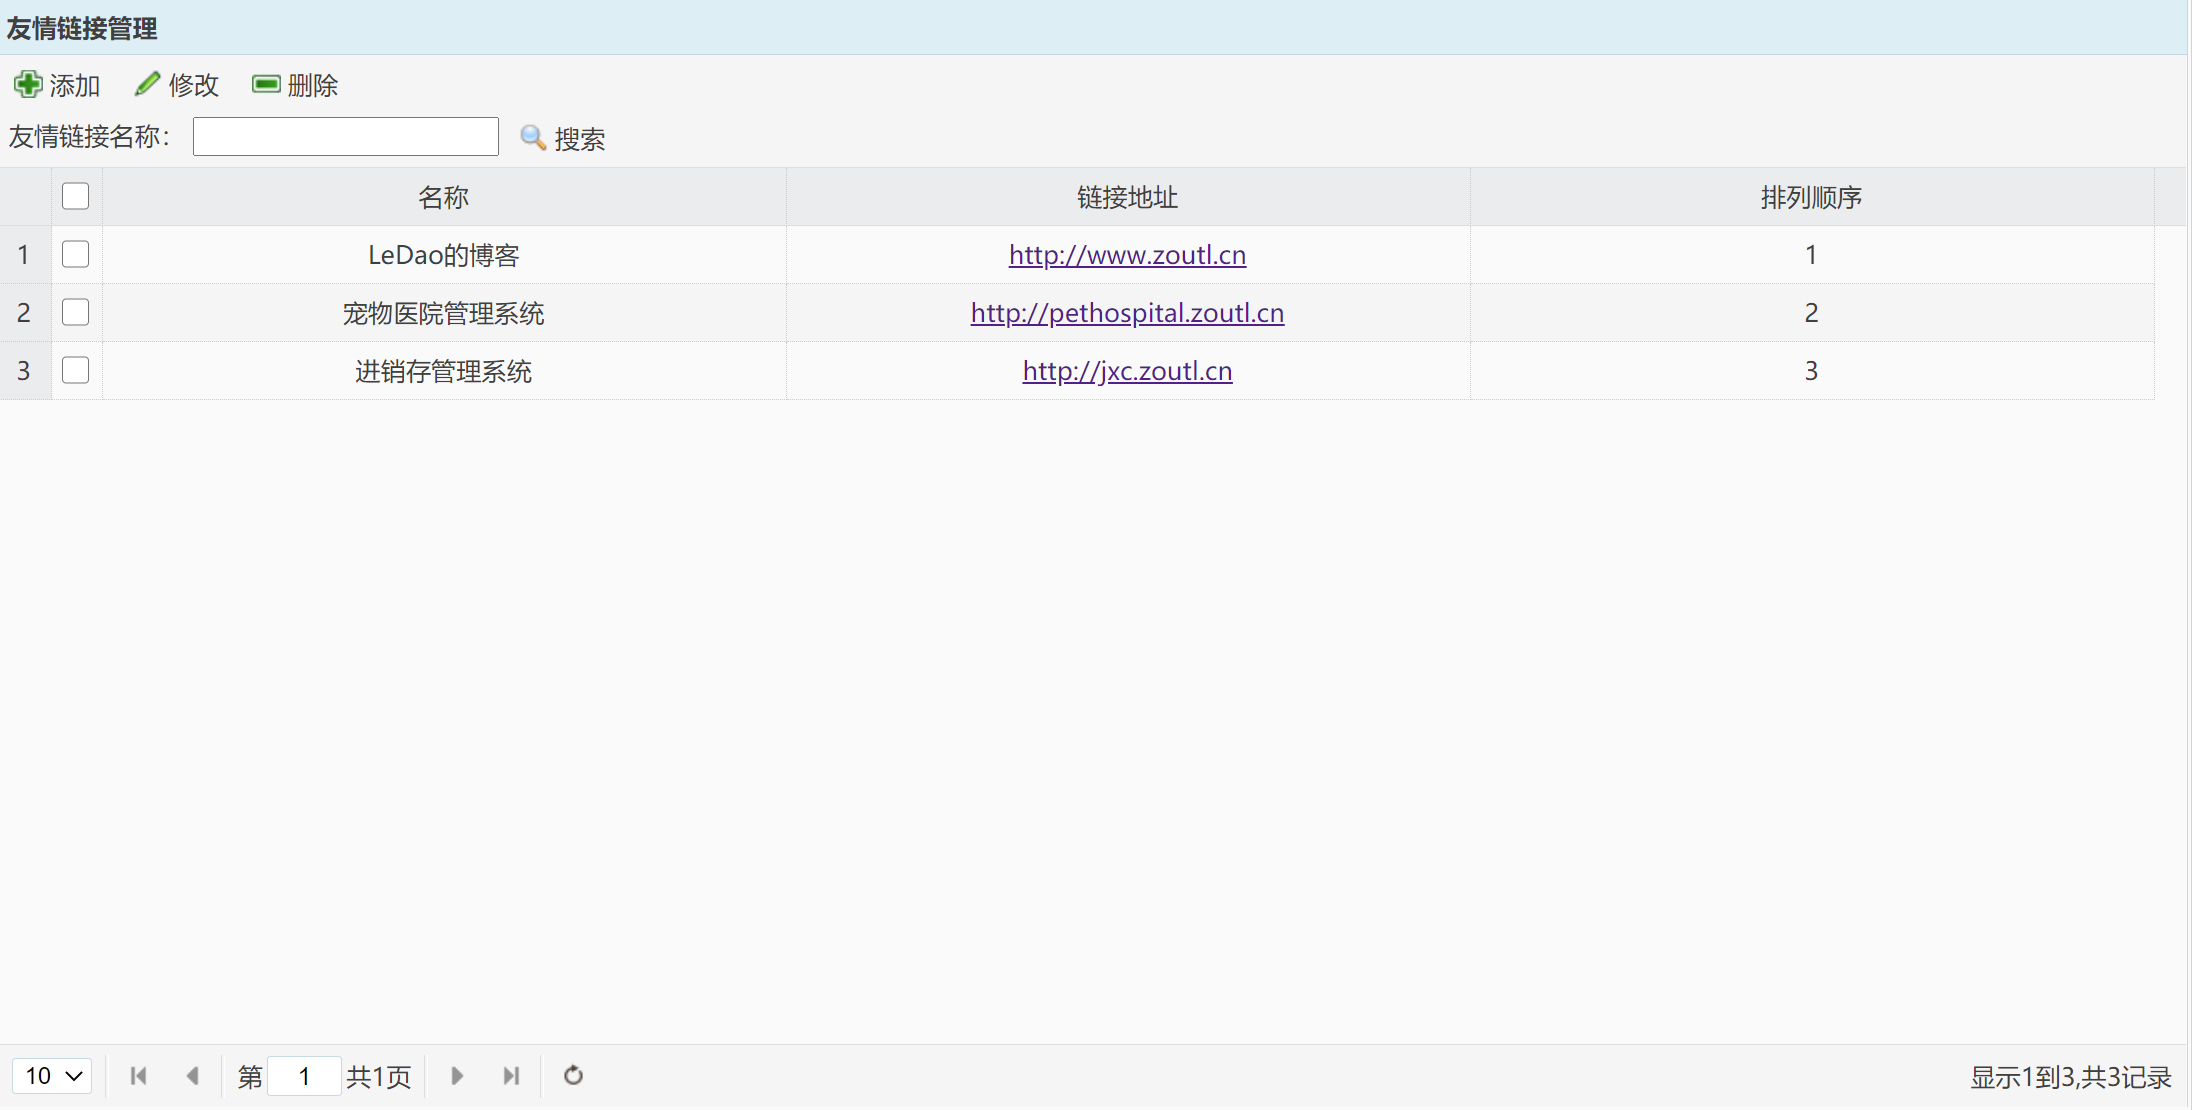 友情链接管理
添加 修改 删除
友情链接名称： 搜索
名称 链接地址 排列顺序
1 LeDao的博客 http://www.zoutl.cn 1
2 宠物医院管理系统 http://pethospital.zoutl.cn 2
3 进销存管理系统 http://jxc.zoutl.cn 3
10 第 1 共1页 显示1到3,共3记录